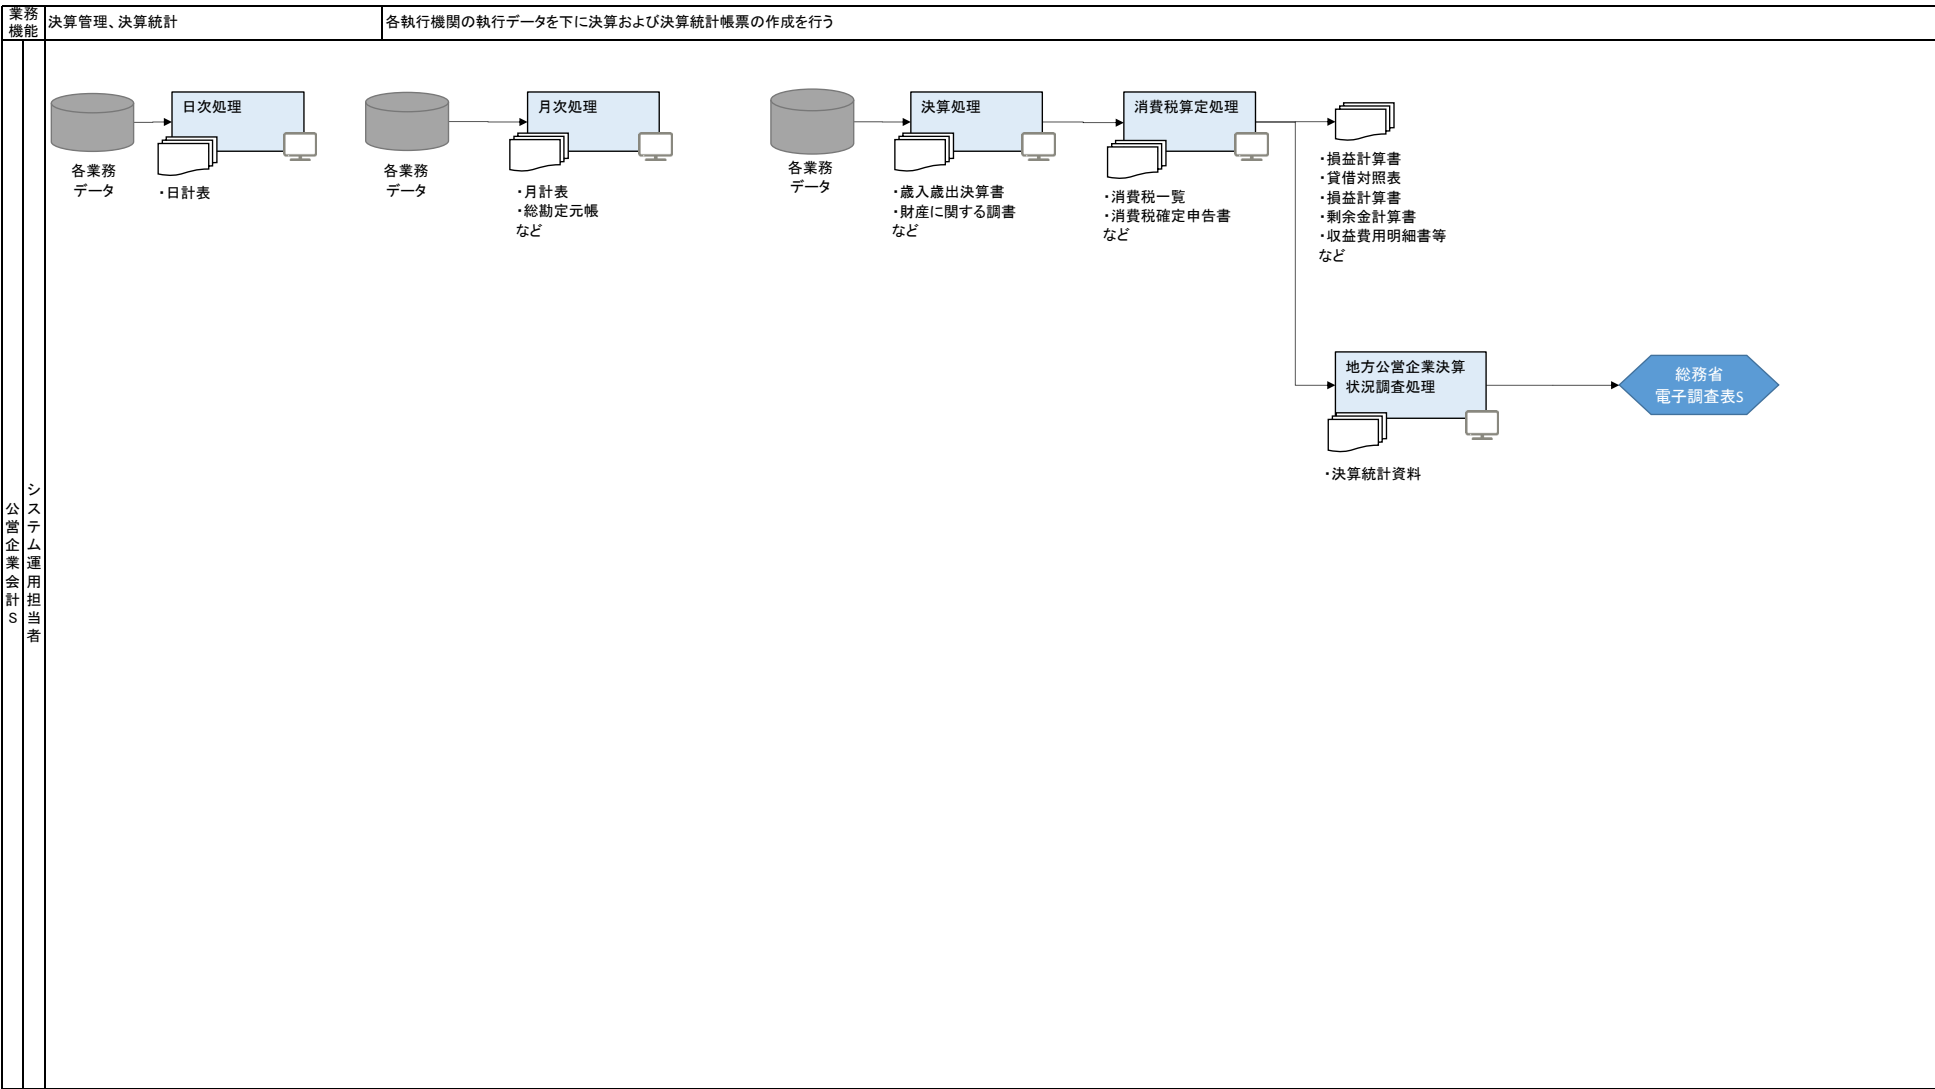 業務
機能
決算管理、決算統計
各執行機関の執行データを下に決算および決算統計帳票の作成を行う
公営企業会計S
システム運用担当者
各業務
データ
日次処理
・日計表
各業務
データ
月次処理
・月計表
・総勘定元帳
など
各業務
データ
決算処理
・歳入歳出決算書
・財産に関する調書
など
消費税算定処理
・消費税一覧
・消費税確定申告書
など
・損益計算書
・貸借対照表
・損益計算書
・剰余金計算書
・収益費用明細書等
など
地方公営企業決算
状況調査処理
・決算統計資料
総務省
電子調査表S